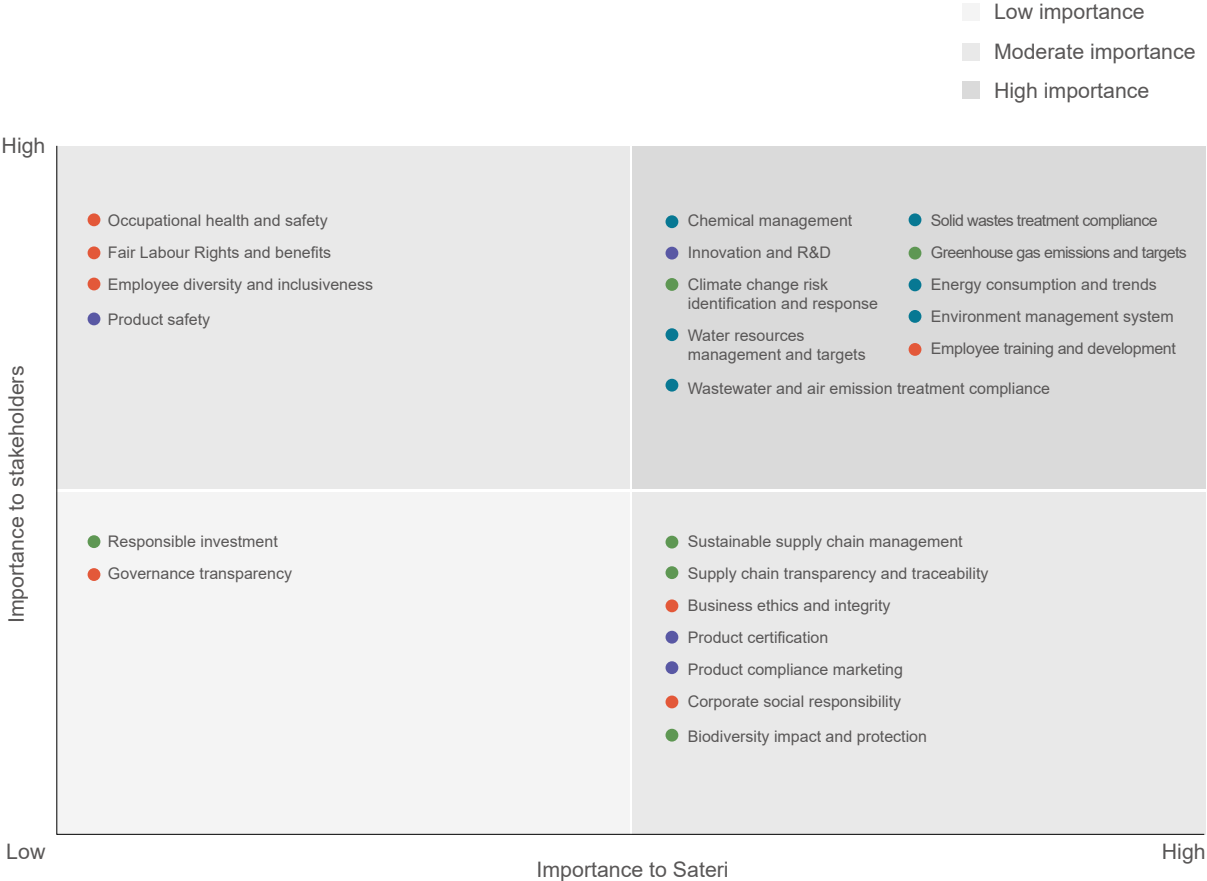 Low importance
Moderate importance
High importance
High
Importance to stakeholders
Occupational health and safety
Fair Labour Rights and benefits
Employee diversity and inclusiveness
Product safety
Chemical management
Innovation and R&D
Climate change risk
identification and response
Water resources
management and targets
Wastewater and air emission treatment compliance
Solid wastes treatment compliance
Greenhouse gas emissions and targets
Energy consumption and trends
Environment management system
Employee training and development
Responsible investment
Governance transparency
Sustainable supply chain management
Supply chain transparency and traceability
Business ethics and integrity
Product certification
Product compliance marketing
Corporate social responsibility
Biodiversity impact and protection
Low
Importance to Sateri
High